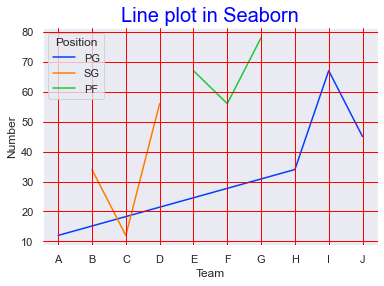 Line plot in Seaborn
Position
PG
SG
PF
Number
80
70
60
50
40
30
20
10
A B C D E F G H I J
Team